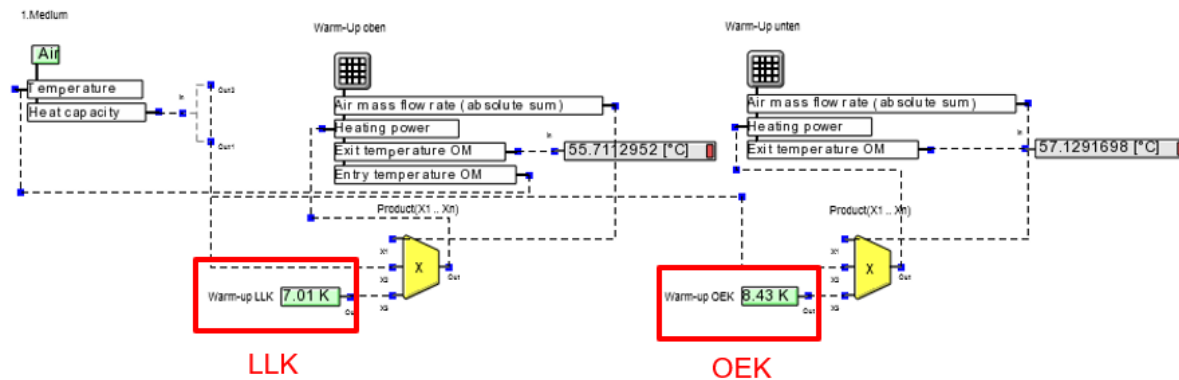 1.Medium
Air
Temperature
Heat capacity
In
Out2
Out1
Warm-Up oben
Air mass flow rate (absolute sum)
Heating power
Exit temperature OM
Entry temperature OM
In
55.7112952 [°C]
Product(X1 .. Xn)
X1
X2
X3
X
Out
Warm-up LLK
7.01 K
Out
LLK
Warm-Up unten
Air mass flow rate (absolute sum)
Heating power
Exit temperature OM
In
57.1291698 [°C]
Product(X1 .. Xn)
X1
X2
X3
X
Out
Warm-up OEK
8.43 K
Out
OEK